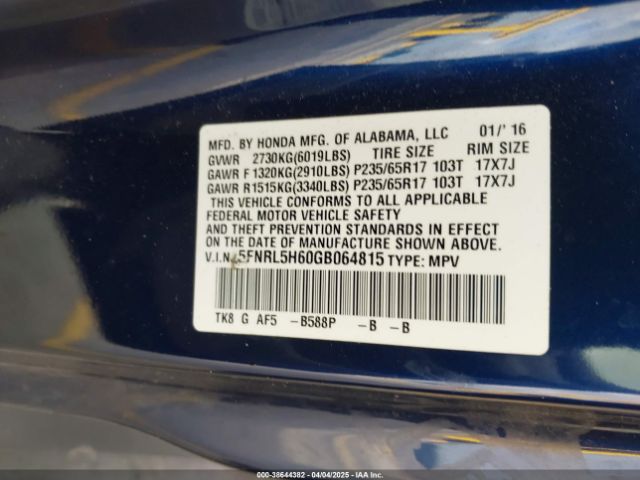 MFD. BY HONDA MFG. OF ALABAMA, LLC 01/'16
GVWR 2730KG(6019LBS) TIRE SIZE RIM SIZE
GAWR F 1320KG(2910LBS) P235/65R17 103T 17X7J
GAWR R1515KG(3340LBS) P235/65R17 103T 17X7J
THIS VEHICLE CONFORMS TO ALL APPLICABLE
FEDERAL MOTOR VEHICLE SAFETY
AND THEFT PREVENTION STANDARDS IN EFFECT
ON THE DATE OF MANUFACTURE SHOWN ABOVE.
V.I.N.: 5FNRL5H60GB064815 TYPE: MPV
TK8 G AF5 -B588P -B -B
000-38644382 - 04/04/2025 - IAAI